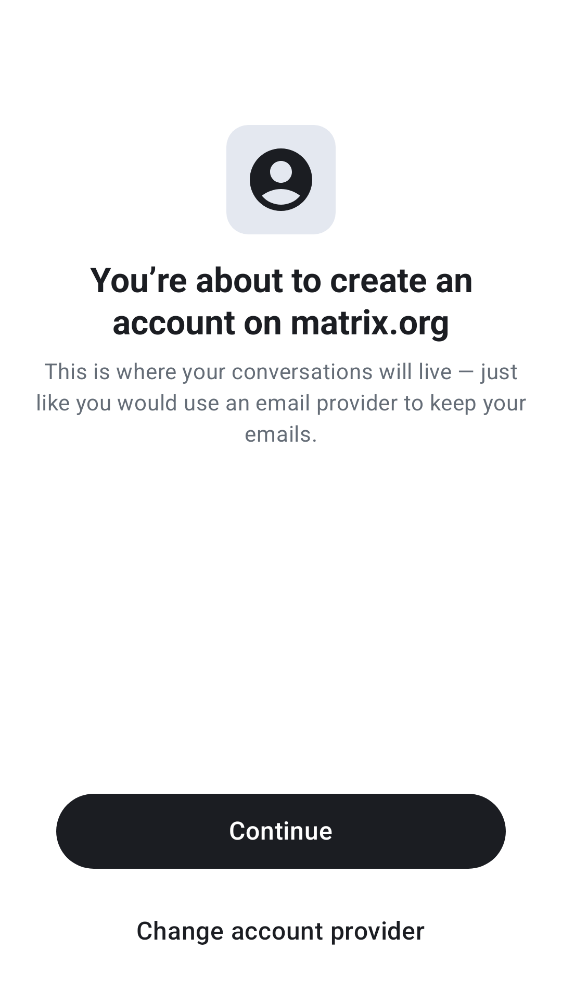 You’re about to create an
account on matrix.org
This is where your conversations will live — just
like you would use an email provider to keep your
emails.
Continue
Change account provider